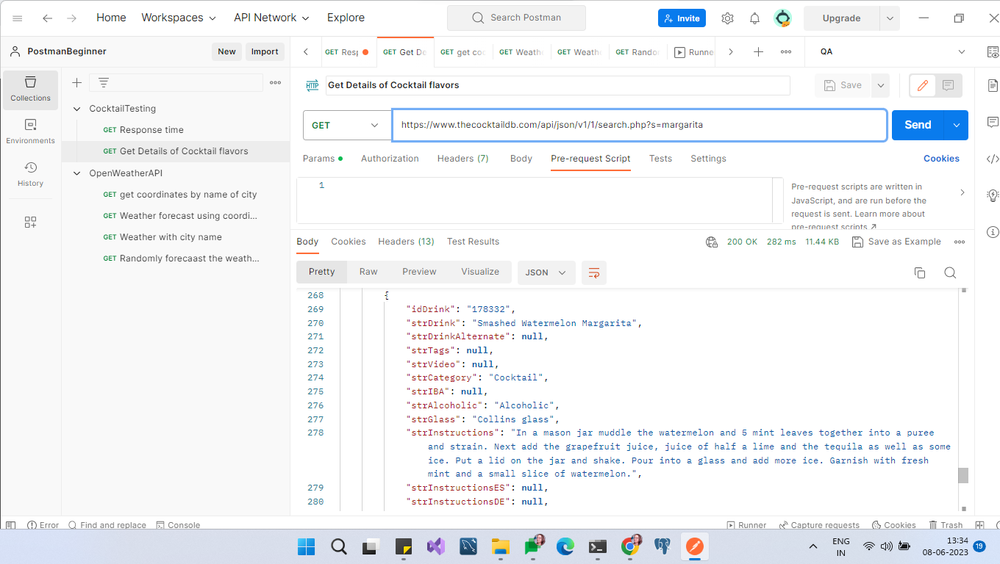 Home Workspaces API Network Explore Search Postman Invite Upgrade
PostmanBeginner New Import
GET Resp GET Get De GET get coo GET Weath GET Weath GET Rando Runne QA
Collections
Environments
History
CocktailTesting
GET Response time
GET Get Details of Cocktail flavors
OpenWeatherAPI
GET get coordinates by name of city
GET Weather forecast using coordi...
GET Weather with city name
GET Randomly forecaast the weath...
HTTP Get Details of Cocktail flavors Save
GET https://www.thecocktaildb.com/api/json/v1/1/search.php?s=margarita Send
Params Authorization Headers (7) Body Pre-request Script Tests Settings Cookies
1
Pre-request scripts are written in
JavaScript, and are run before the
request is sent. Learn more about
pre-request scripts ↗
Body Cookies Headers (13) Test Results 200 OK 282 ms 11.44 KB Save as Example
Pretty Raw Preview Visualize JSON
268 {
269 "idDrink": "178332",
270 "strDrink": "Smashed Watermelon Margarita",
271 "strDrinkAlternate": null,
272 "strTags": null,
273 "strVideo": null,
274 "strCategory": "Cocktail",
275 "strIBA": null,
276 "strAlcoholic": "Alcoholic",
277 "strGlass": "Collins glass",
278 "strInstructions": "In a mason jar muddle the watermelon and 5 mint leaves together into a puree
and strain. Next add the grapefruit juice, juice of half a lime and the tequila as well as some
ice. Put a lid on the jar and shake. Pour into a glass and add more ice. Garnish with fresh
mint and a small slice of watermelon.",
279 "strInstructionsES": null,
280 "strInstructionsDE": null,
Error Find and replace Console Runner Capture requests Cookies Trash
ENG
IN
13:34
08-06-2023
19